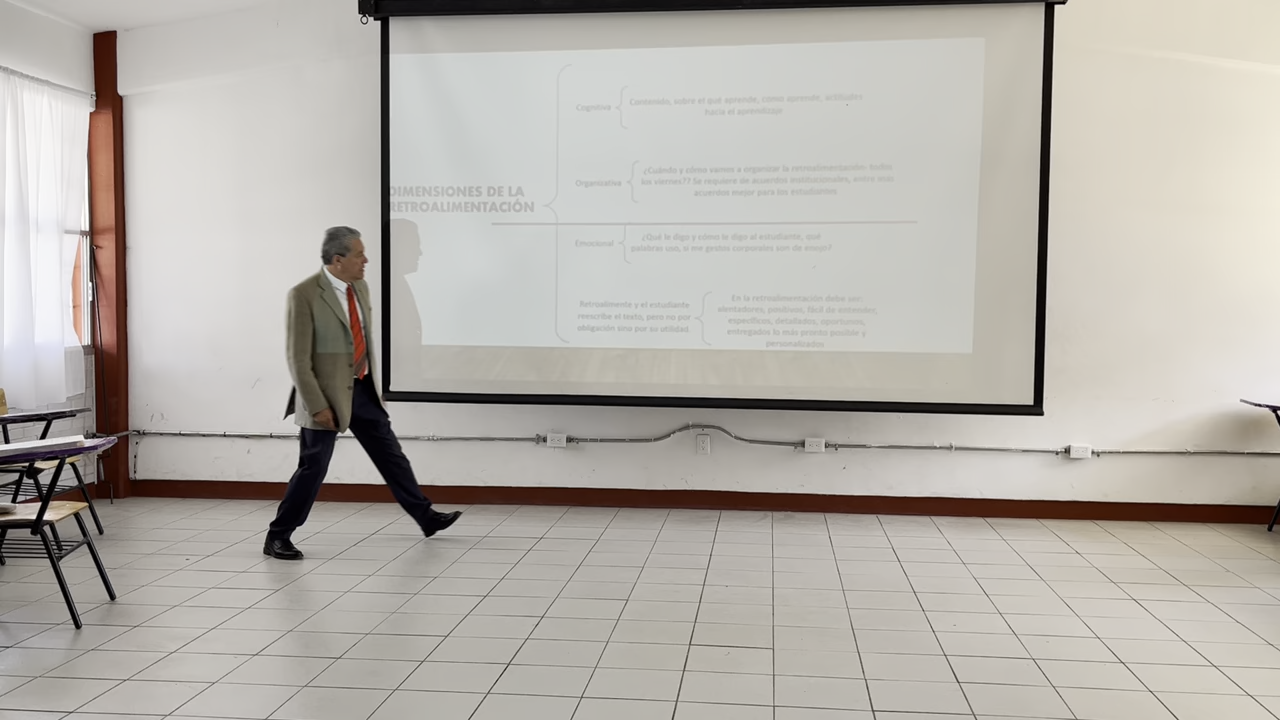 DIMENSIONES DE LA
RETROALIMENTACIÓN
Cognitiva
Contenido, sobre el qué aprende, como aprende, actitudes
hacia el aprendizaje
Organizativa
¿Cuándo y cómo vamos a organizar la retroalimentación- todos
los viernes?? Se requiere de acuerdos institucionales, entre más
acuerdos mejor para los estudiantes
Emocional
¿Qué le digo y cómo le digo al estudiante, qué
palabras uso, si me gestos corporales son de enojo?
Retroalimente y el estudiante
reescribe el texto, pero no por
obligación sino por su utilidad.
En la retroalimentación debe ser:
alentadores, positivos, fácil de entender,
específicos, detallados, oportunos,
entregados lo más pronto posible y
personalizados